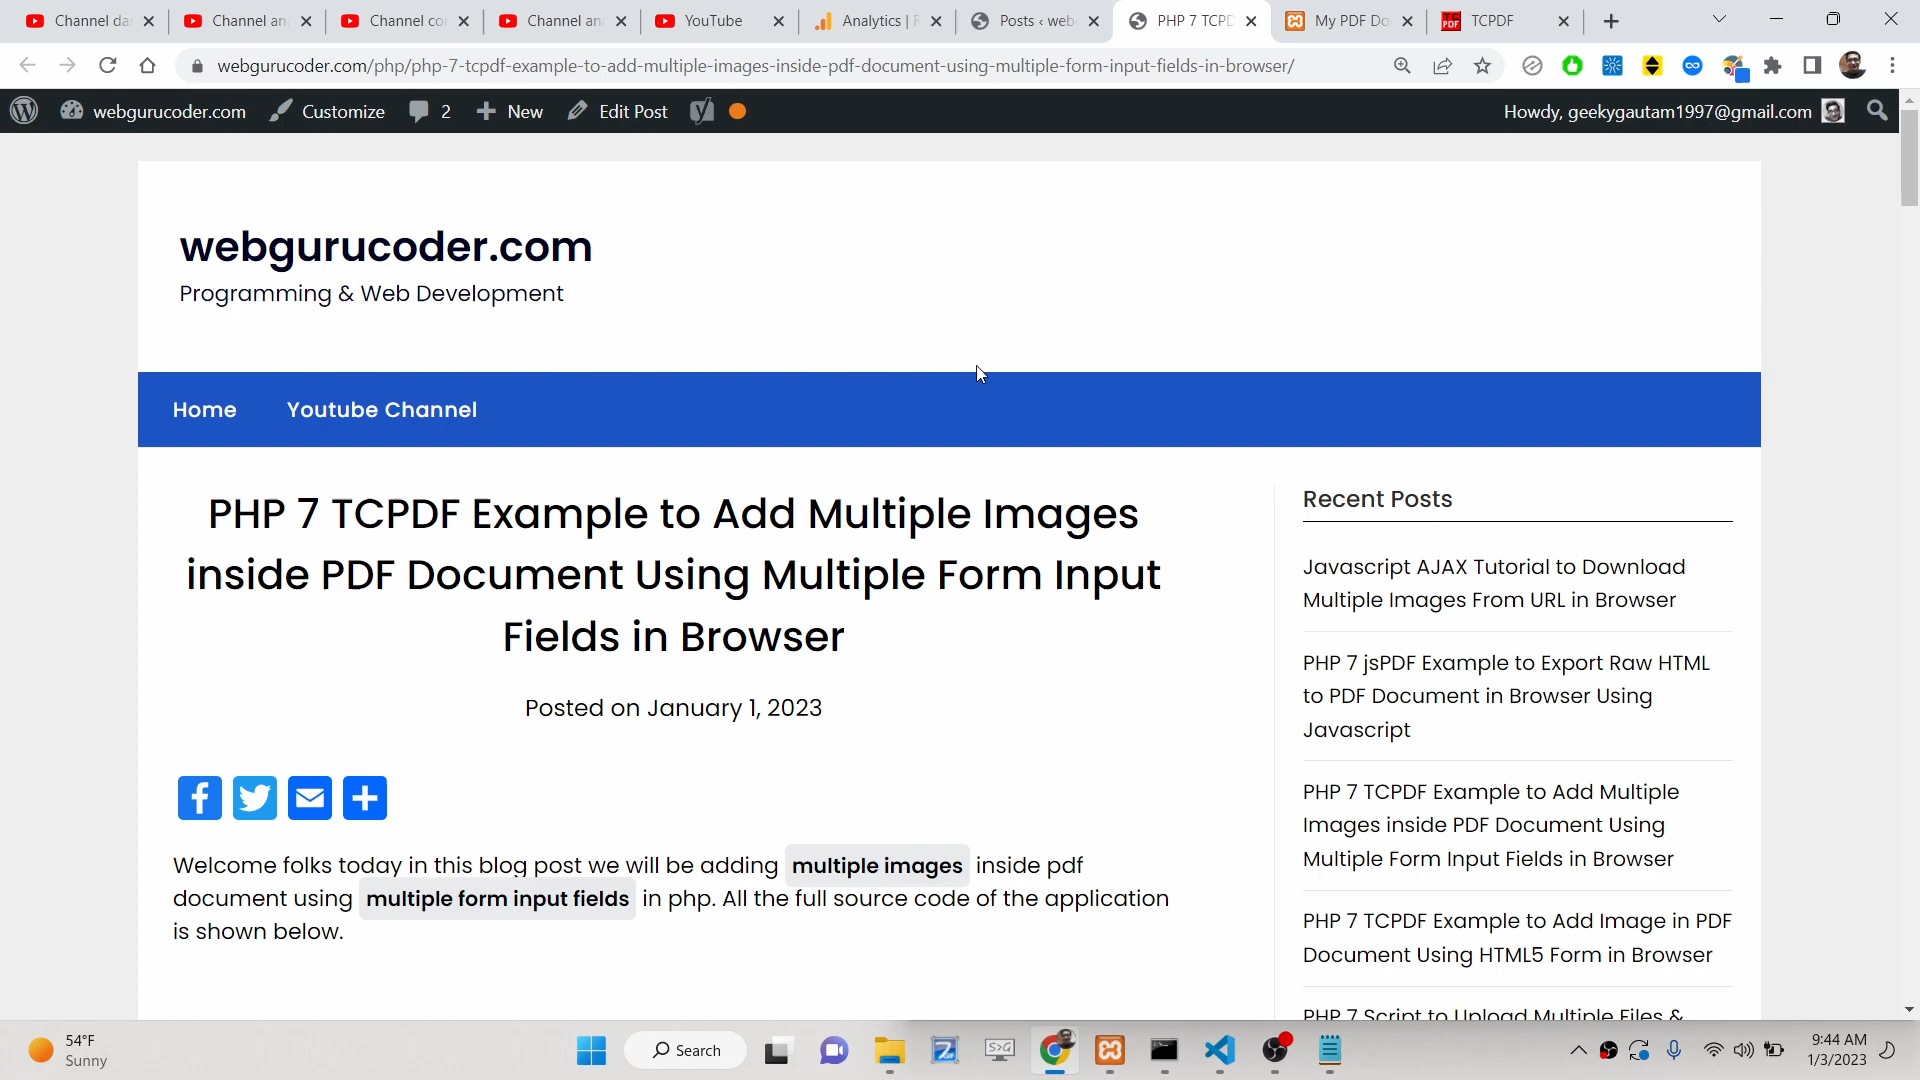 Channel da
Channel an
Channel co
Channel an
YouTube
Analytics | R
Posts ‹ web
PHP 7 TCPD
My PDF Do
TCPDF
webgurucoder.com/php/php-7-tcpdf-example-to-add-multiple-images-inside-pdf-document-using-multiple-form-input-fields-in-browser/
webgurucoder.com
Customize
2
New
Edit Post
Howdy, geekygautam1997@gmail.com
webgurucoder.com
Programming & Web Development
Home
Youtube Channel
PHP 7 TCPDF Example to Add Multiple Images
inside PDF Document Using Multiple Form Input
Fields in Browser
Posted on January 1, 2023
Welcome folks today in this blog post we will be adding multiple images inside pdf
document using multiple form input fields in php. All the full source code of the application
is shown below.
Recent Posts
Javascript AJAX Tutorial to Download
Multiple Images From URL in Browser
PHP 7 jsPDF Example to Export Raw HTML
to PDF Document in Browser Using
Javascript
PHP 7 TCPDF Example to Add Multiple
Images inside PDF Document Using
Multiple Form Input Fields in Browser
PHP 7 TCPDF Example to Add Image in PDF
Document Using HTML5 Form in Browser
PHP 7 Script to Upload Multiple Files &
54°F
Sunny
Search
9:44 AM
1/3/2023